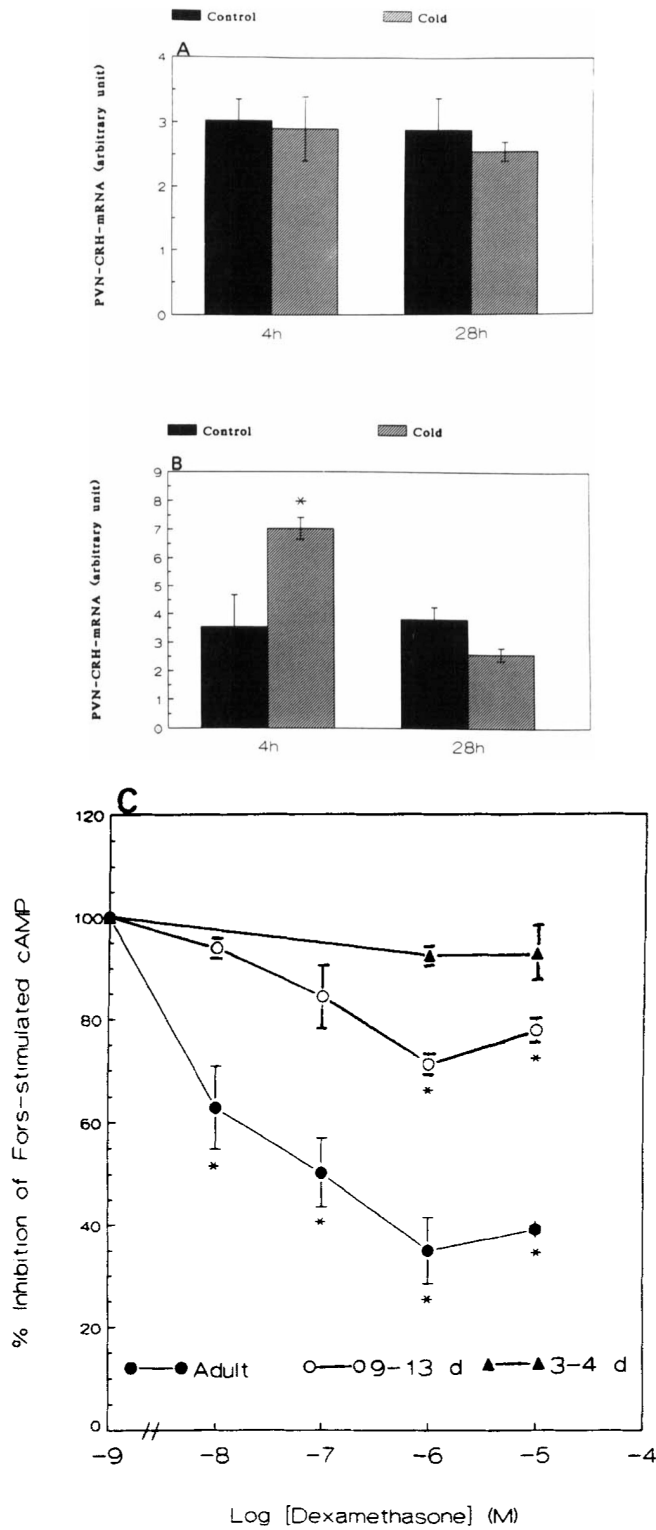 Control Cold
A
PVN-CRH-mRNA (arbitrary unit)
4
3
2
1
0
4h 28h
Control Cold
B
PVN-CRH-mRNA (arbitrary unit)
9
8
7
6
5
4
3
2
1
0
*
4h 28h
C
% Inhibition of Fors-stimulated cAMP
120
100
80
60
40
20
0
* * * *
* *
Adult 9-13 d 3-4 d
-9 -8 -7 -6 -5 -4
Log [Dexamethasone] (M)